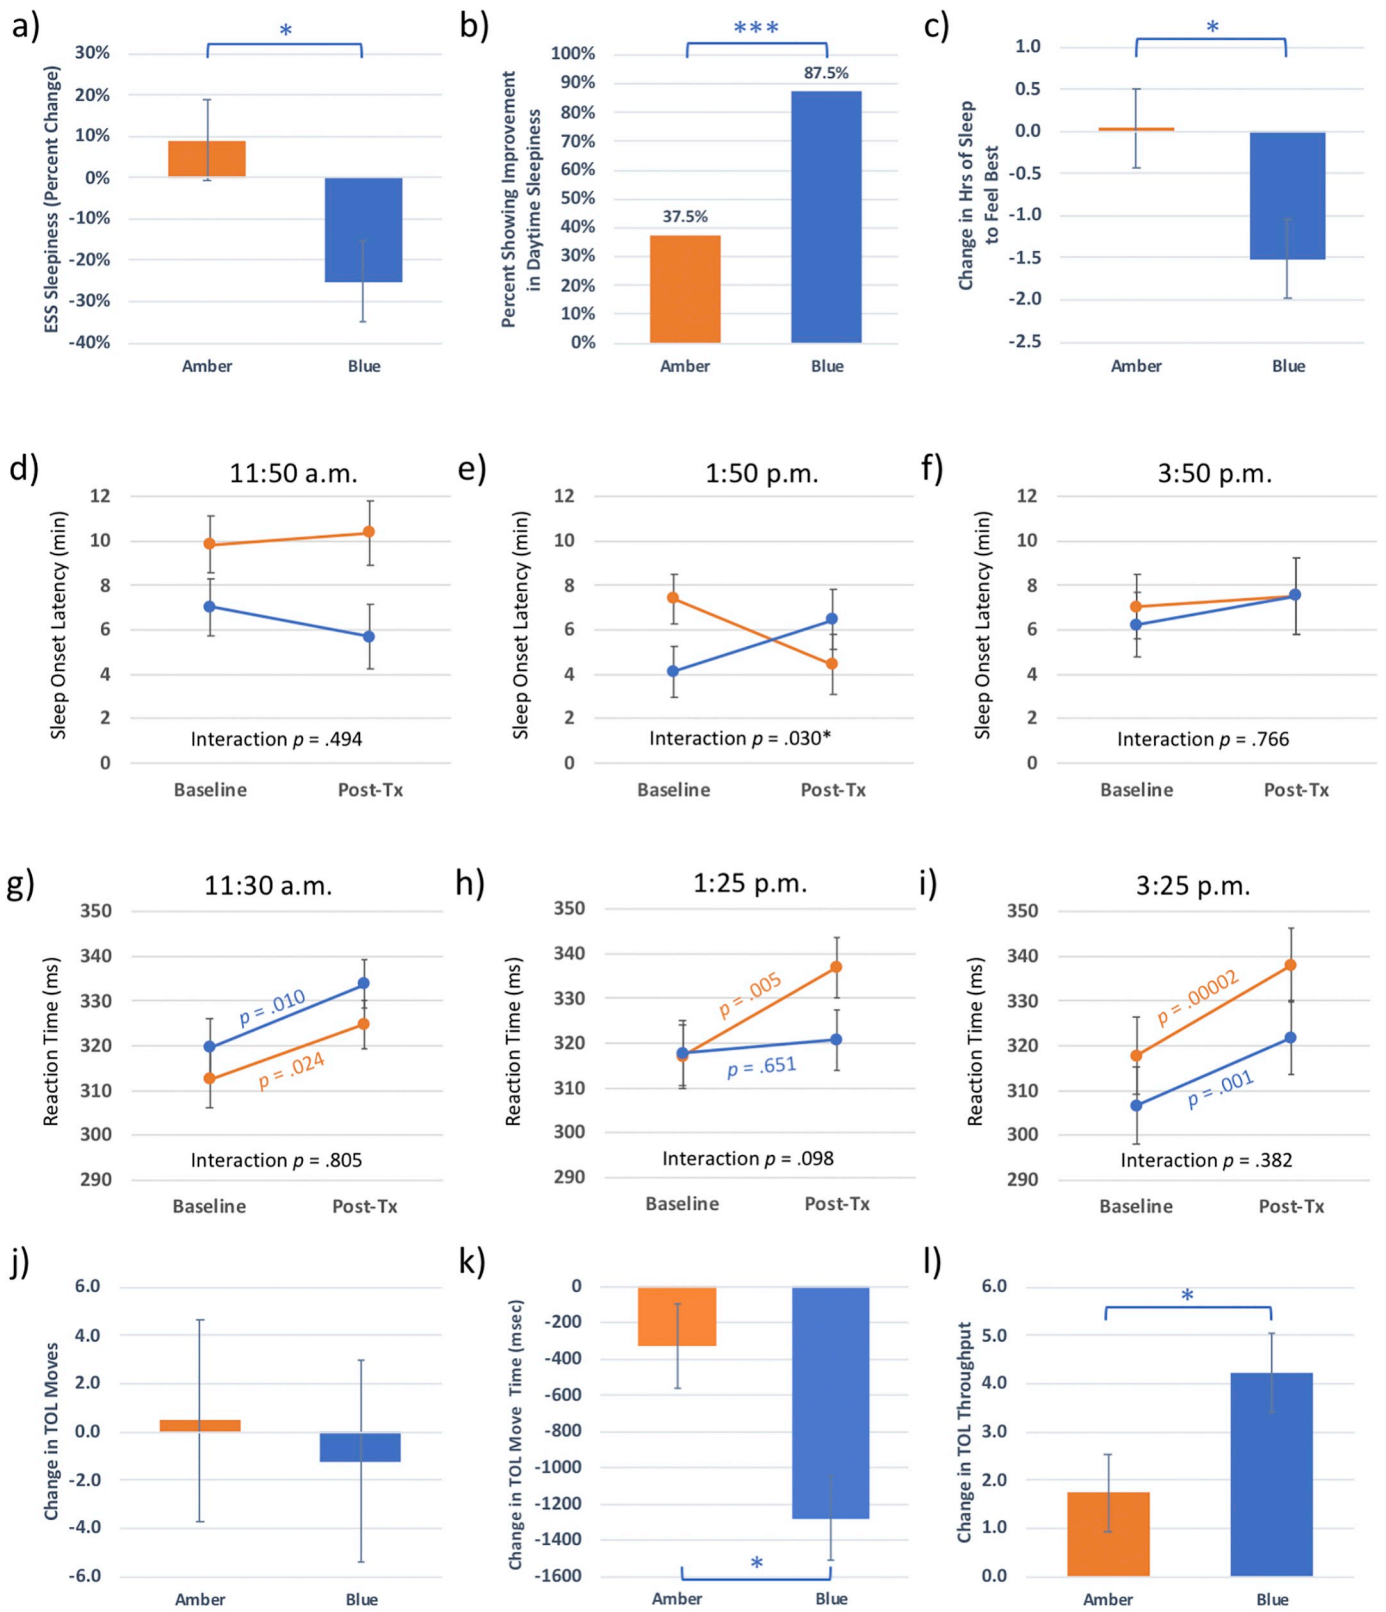 a)
*
30%
20%
10%
0%
-10%
-20%
-30%
-40%
ESS Sleepiness (Percent Change)
Amber
Blue
b)
***
100%
90%
80%
70%
60%
50%
40%
30%
20%
10%
0%
Percent Showing Improvement
in Daytime Sleepiness
37.5%
87.5%
Amber
Blue
c)
*
1.0
0.5
0.0
-0.5
-1.0
-1.5
-2.0
-2.5
Change in Hrs of Sleep
to Feel Best
Amber
Blue
d)
11:50 a.m.
12
10
8
6
4
2
0
Sleep Onset Latency (min)
Interaction p = .494
Baseline
Post-Tx
e)
1:50 p.m.
12
10
8
6
4
2
0
Sleep Onset Latency (min)
Interaction p = .030*
Baseline
Post-Tx
f)
3:50 p.m.
12
10
8
6
4
2
0
Sleep Onset Latency (min)
Interaction p = .766
Baseline
Post-Tx
g)
11:30 a.m.
350
340
330
320
310
300
290
Reaction Time (ms)
p = .010
p = .024
Interaction p = .805
Baseline
Post-Tx
h)
1:25 p.m.
350
340
330
320
310
300
290
Reaction Time (ms)
p = .005
p = .651
Interaction p = .098
Baseline
Post-Tx
i)
3:25 p.m.
350
340
330
320
310
300
290
Reaction Time (ms)
p = .00002
p = .001
Interaction p = .382
Baseline
Post-Tx
j)
6.0
4.0
2.0
0.0
-2.0
-4.0
-6.0
Change in TOL Moves
Amber
Blue
k)
0
-200
-400
-600
-800
-1000
-1200
-1400
-1600
Change in TOL Move Time (msec)
*
Amber
Blue
l)
*
6.0
5.0
4.0
3.0
2.0
1.0
0.0
Change in TOL Throughput
Amber
Blue